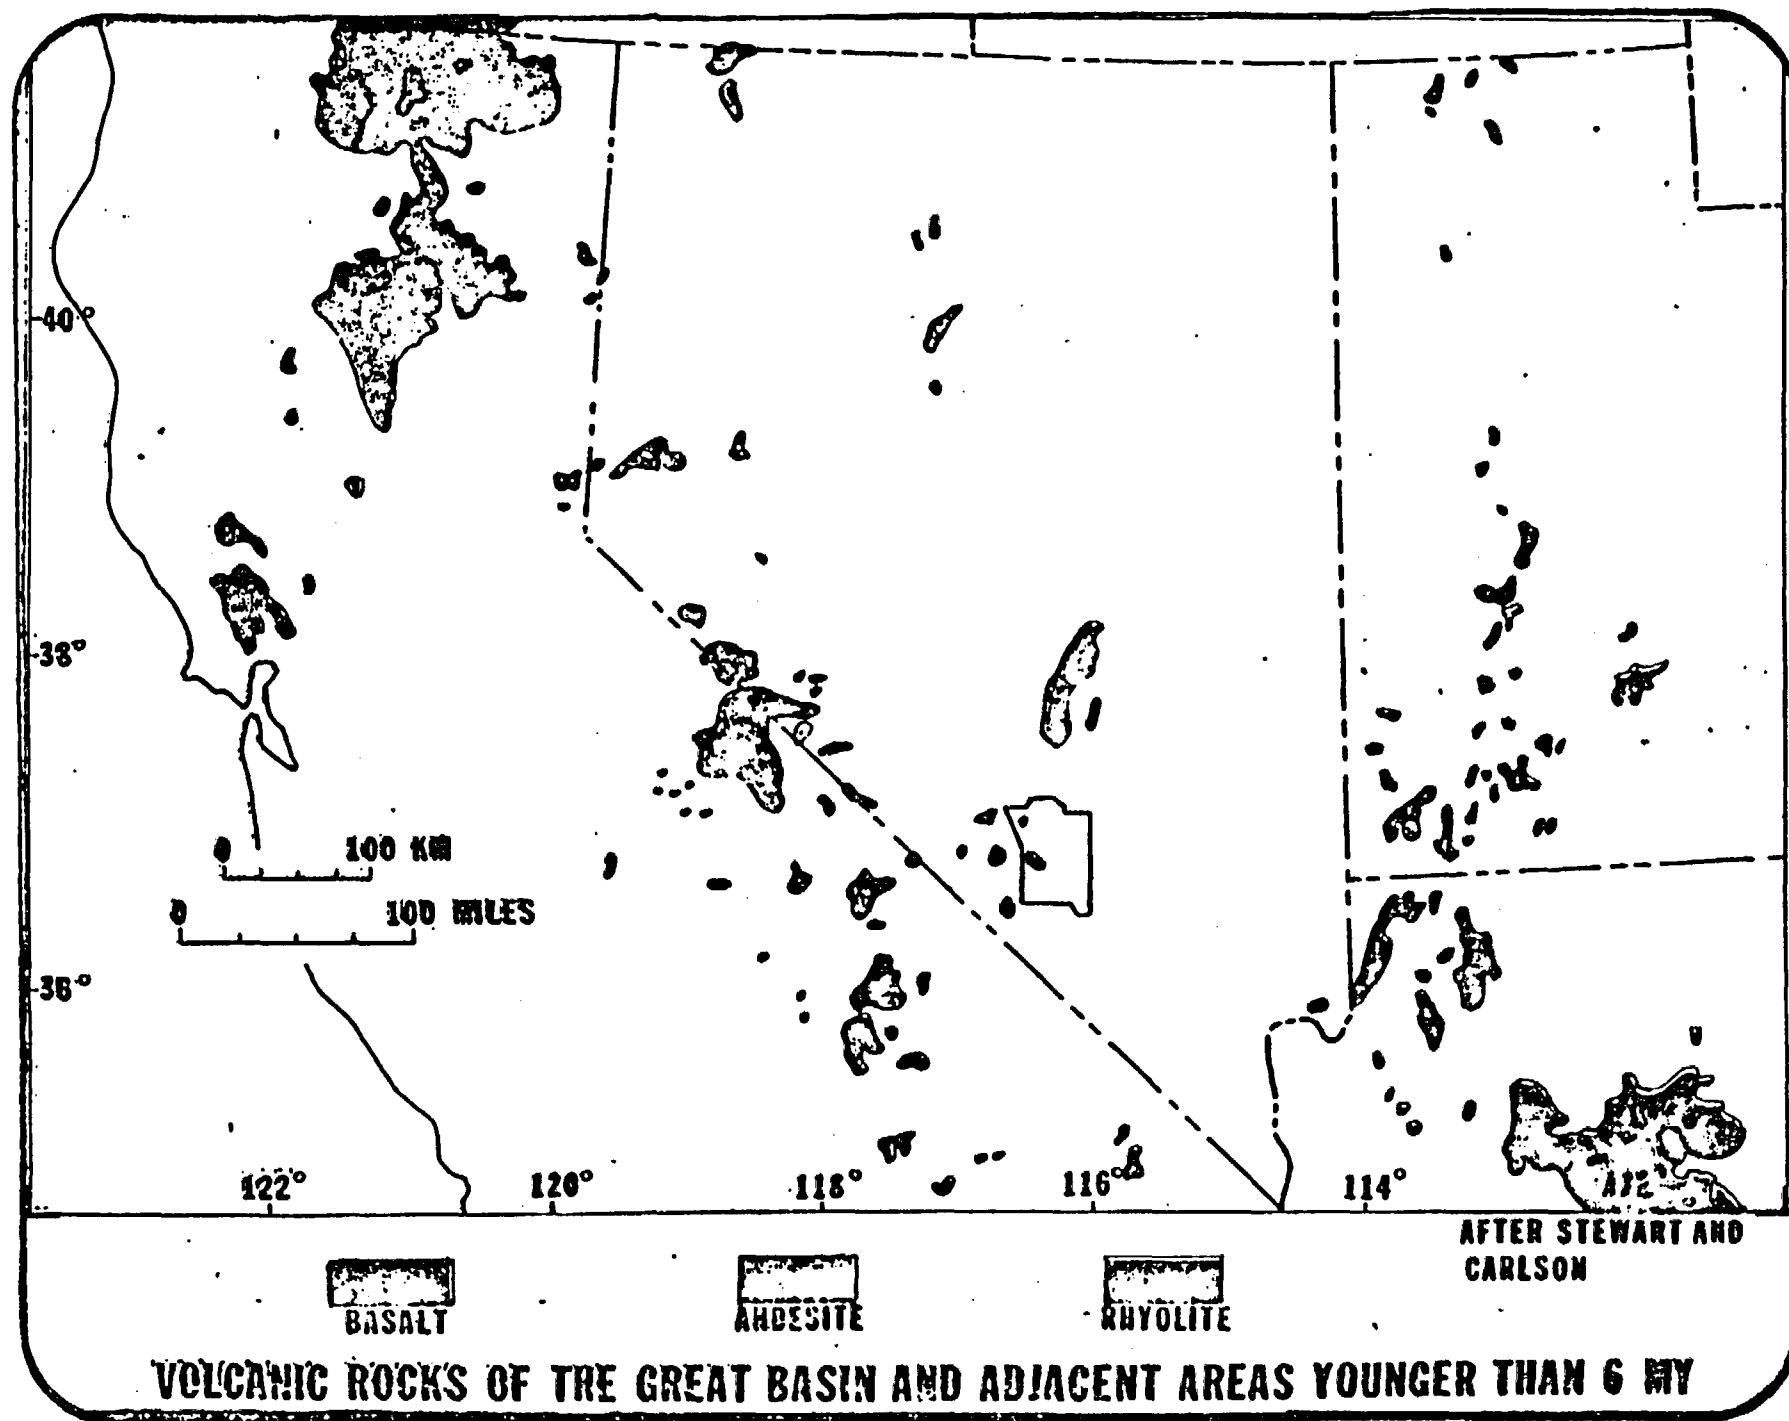 40°
38°
100 KM
0
100 MILES
36°
122°
120°
118°
116°
114°
112
AFTER STEWART AND
CARLSON
BASALT
ANDESITE
RHYOLITE
VOLCANIC ROCKS OF THE GREAT BASIN AND ADJACENT AREAS YOUNGER THAN 6 MY